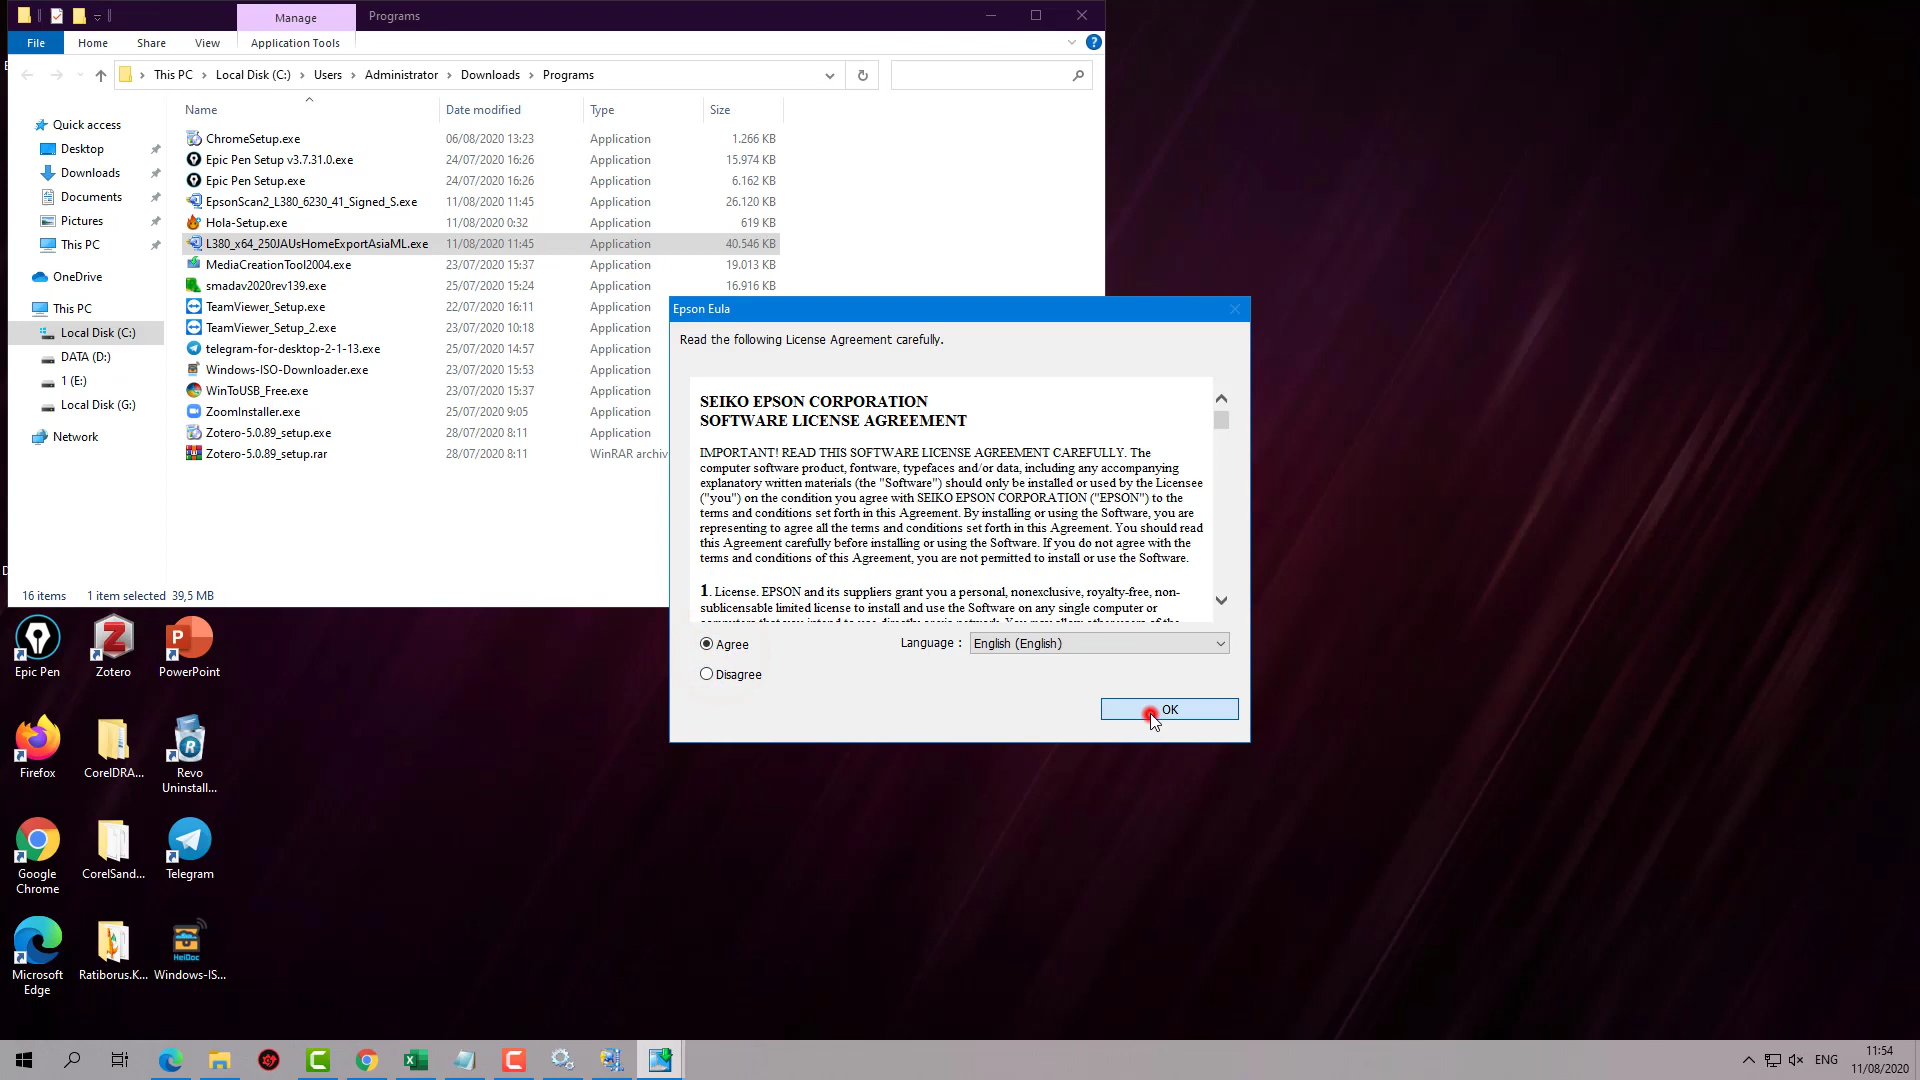 Manage
Programs
File
Home
Share
View
Application Tools
This PC
Local Disk (C:)
Users
Administrator
Downloads
Programs
Name
Date modified
Type
Size
Quick access
Desktop
Downloads
Documents
Pictures
This PC
OneDrive
This PC
Local Disk (C:)
DATA (D:)
1 (E:)
Local Disk (G:)
Network
ChromeSetup.exe 06/08/2020 13:23 Application 1.266 KB
Epic Pen Setup v3.7.31.0.exe 24/07/2020 16:26 Application 15.974 KB
Epic Pen Setup.exe 24/07/2020 16:26 Application 6.162 KB
EpsonScan2_L380_6230_41_Signed_S.exe 11/08/2020 11:45 Application 26.120 KB
Hola-Setup.exe 11/08/2020 0:32 Application 619 KB
L380_x64_250JAUsHomeExportAsiaML.exe 11/08/2020 11:45 Application 40.546 KB
MediaCreationTool2004.exe 23/07/2020 15:37 Application 19.013 KB
smadav2020rev139.exe 25/07/2020 15:24 Application 16.916 KB
TeamViewer_Setup.exe 22/07/2020 16:11 Application
TeamViewer_Setup_2.exe 23/07/2020 10:18 Application
telegram-for-desktop-2-1-13.exe 25/07/2020 14:57 Application
Windows-ISO-Downloader.exe 23/07/2020 15:53 Application
WinToUSB_Free.exe 23/07/2020 15:37 Application
ZoomInstaller.exe 25/07/2020 9:05 Application
Zotero-5.0.89_setup.exe 28/07/2020 8:11 Application
Zotero-5.0.89_setup.rar 28/07/2020 8:11 WinRAR archiv
16 items 1 item selected 39,5 MB
Epson Eula
Read the following License Agreement carefully.
SEIKO EPSON CORPORATION
SOFTWARE LICENSE AGREEMENT
IMPORTANT! READ THIS SOFTWARE LICENSE AGREEMENT CAREFULLY. The
computer software product, fontware, typefaces and/or data, including any accompanying
explanatory written materials (the "Software") should only be installed or used by the Licensee
("you") on the condition you agree with SEIKO EPSON CORPORATION ("EPSON") to the
terms and conditions set forth in this Agreement. By installing or using the Software, you are
representing to agree all the terms and conditions set forth in this Agreement. You should read
this Agreement carefully before installing or using the Software. If you do not agree with the
terms and conditions of this Agreement, you are not permitted to install or use the Software.
1. License. EPSON and its suppliers grant you a personal, nonexclusive, royalty-free, non-
sublicensable limited license to install and use the Software on any single computer or
Agree
Language : English (English)
Disagree
OK
Epic Pen
Zotero
PowerPoint
Firefox
CorelDRA...
Revo
Uninstall...
Google
Chrome
CorelSand...
Telegram
HeiDoc
Microsoft
Edge
Ratiborus.K...
Windows-IS...
ENG
11:54
11/08/2020